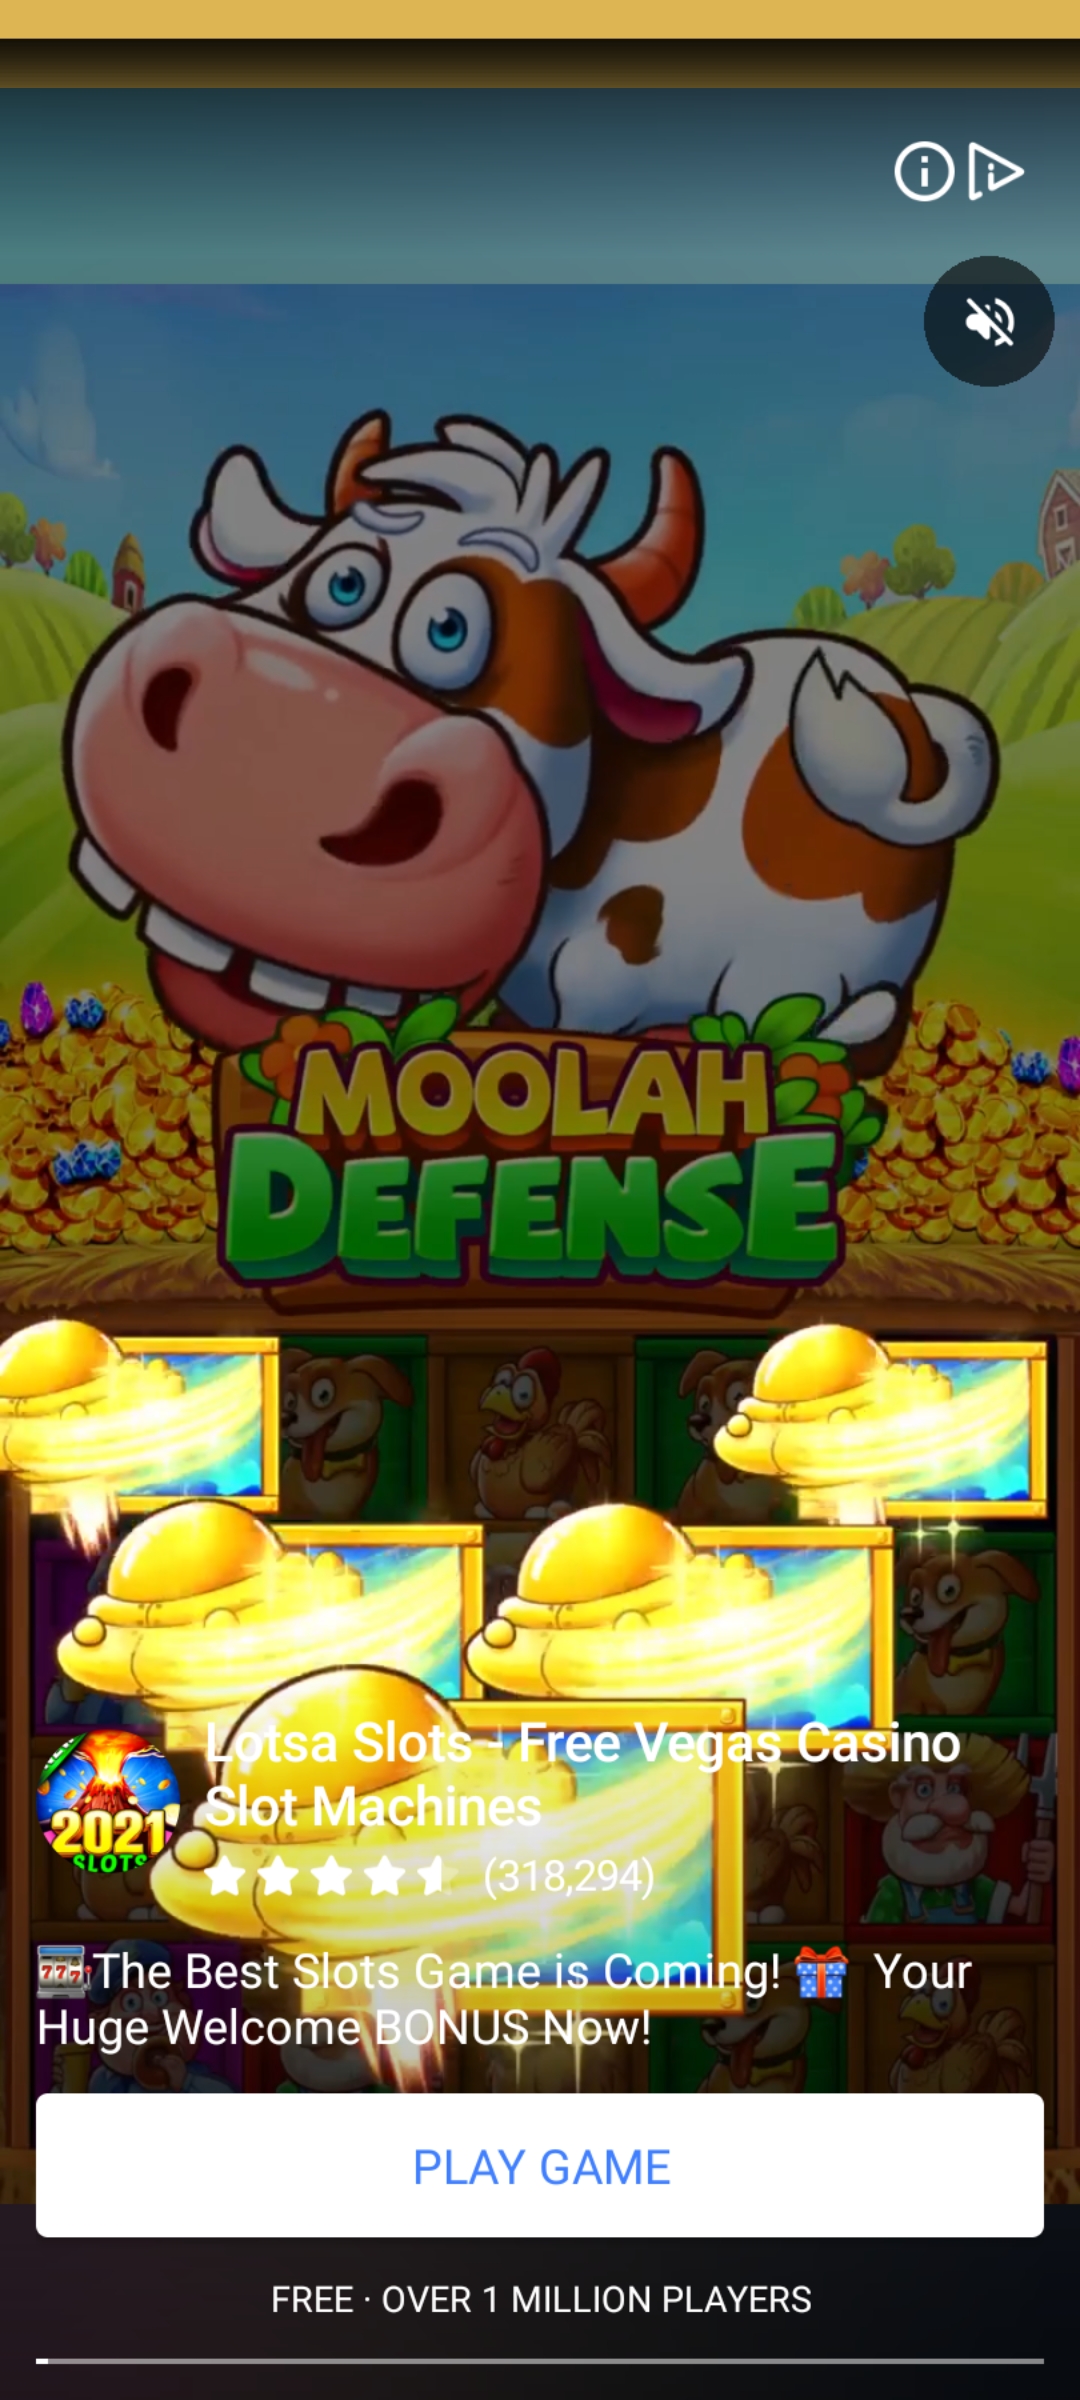 MOOLAH
DEFENSE
Lotsa Slots - Free Vegas Casino
Slot Machines
NEW
2021
SLOTS
(318,294)
🎰The Best Slots Game is Coming! 🎁 Your
Huge Welcome BONUS Now!
PLAY GAME
FREE · OVER 1 MILLION PLAYERS